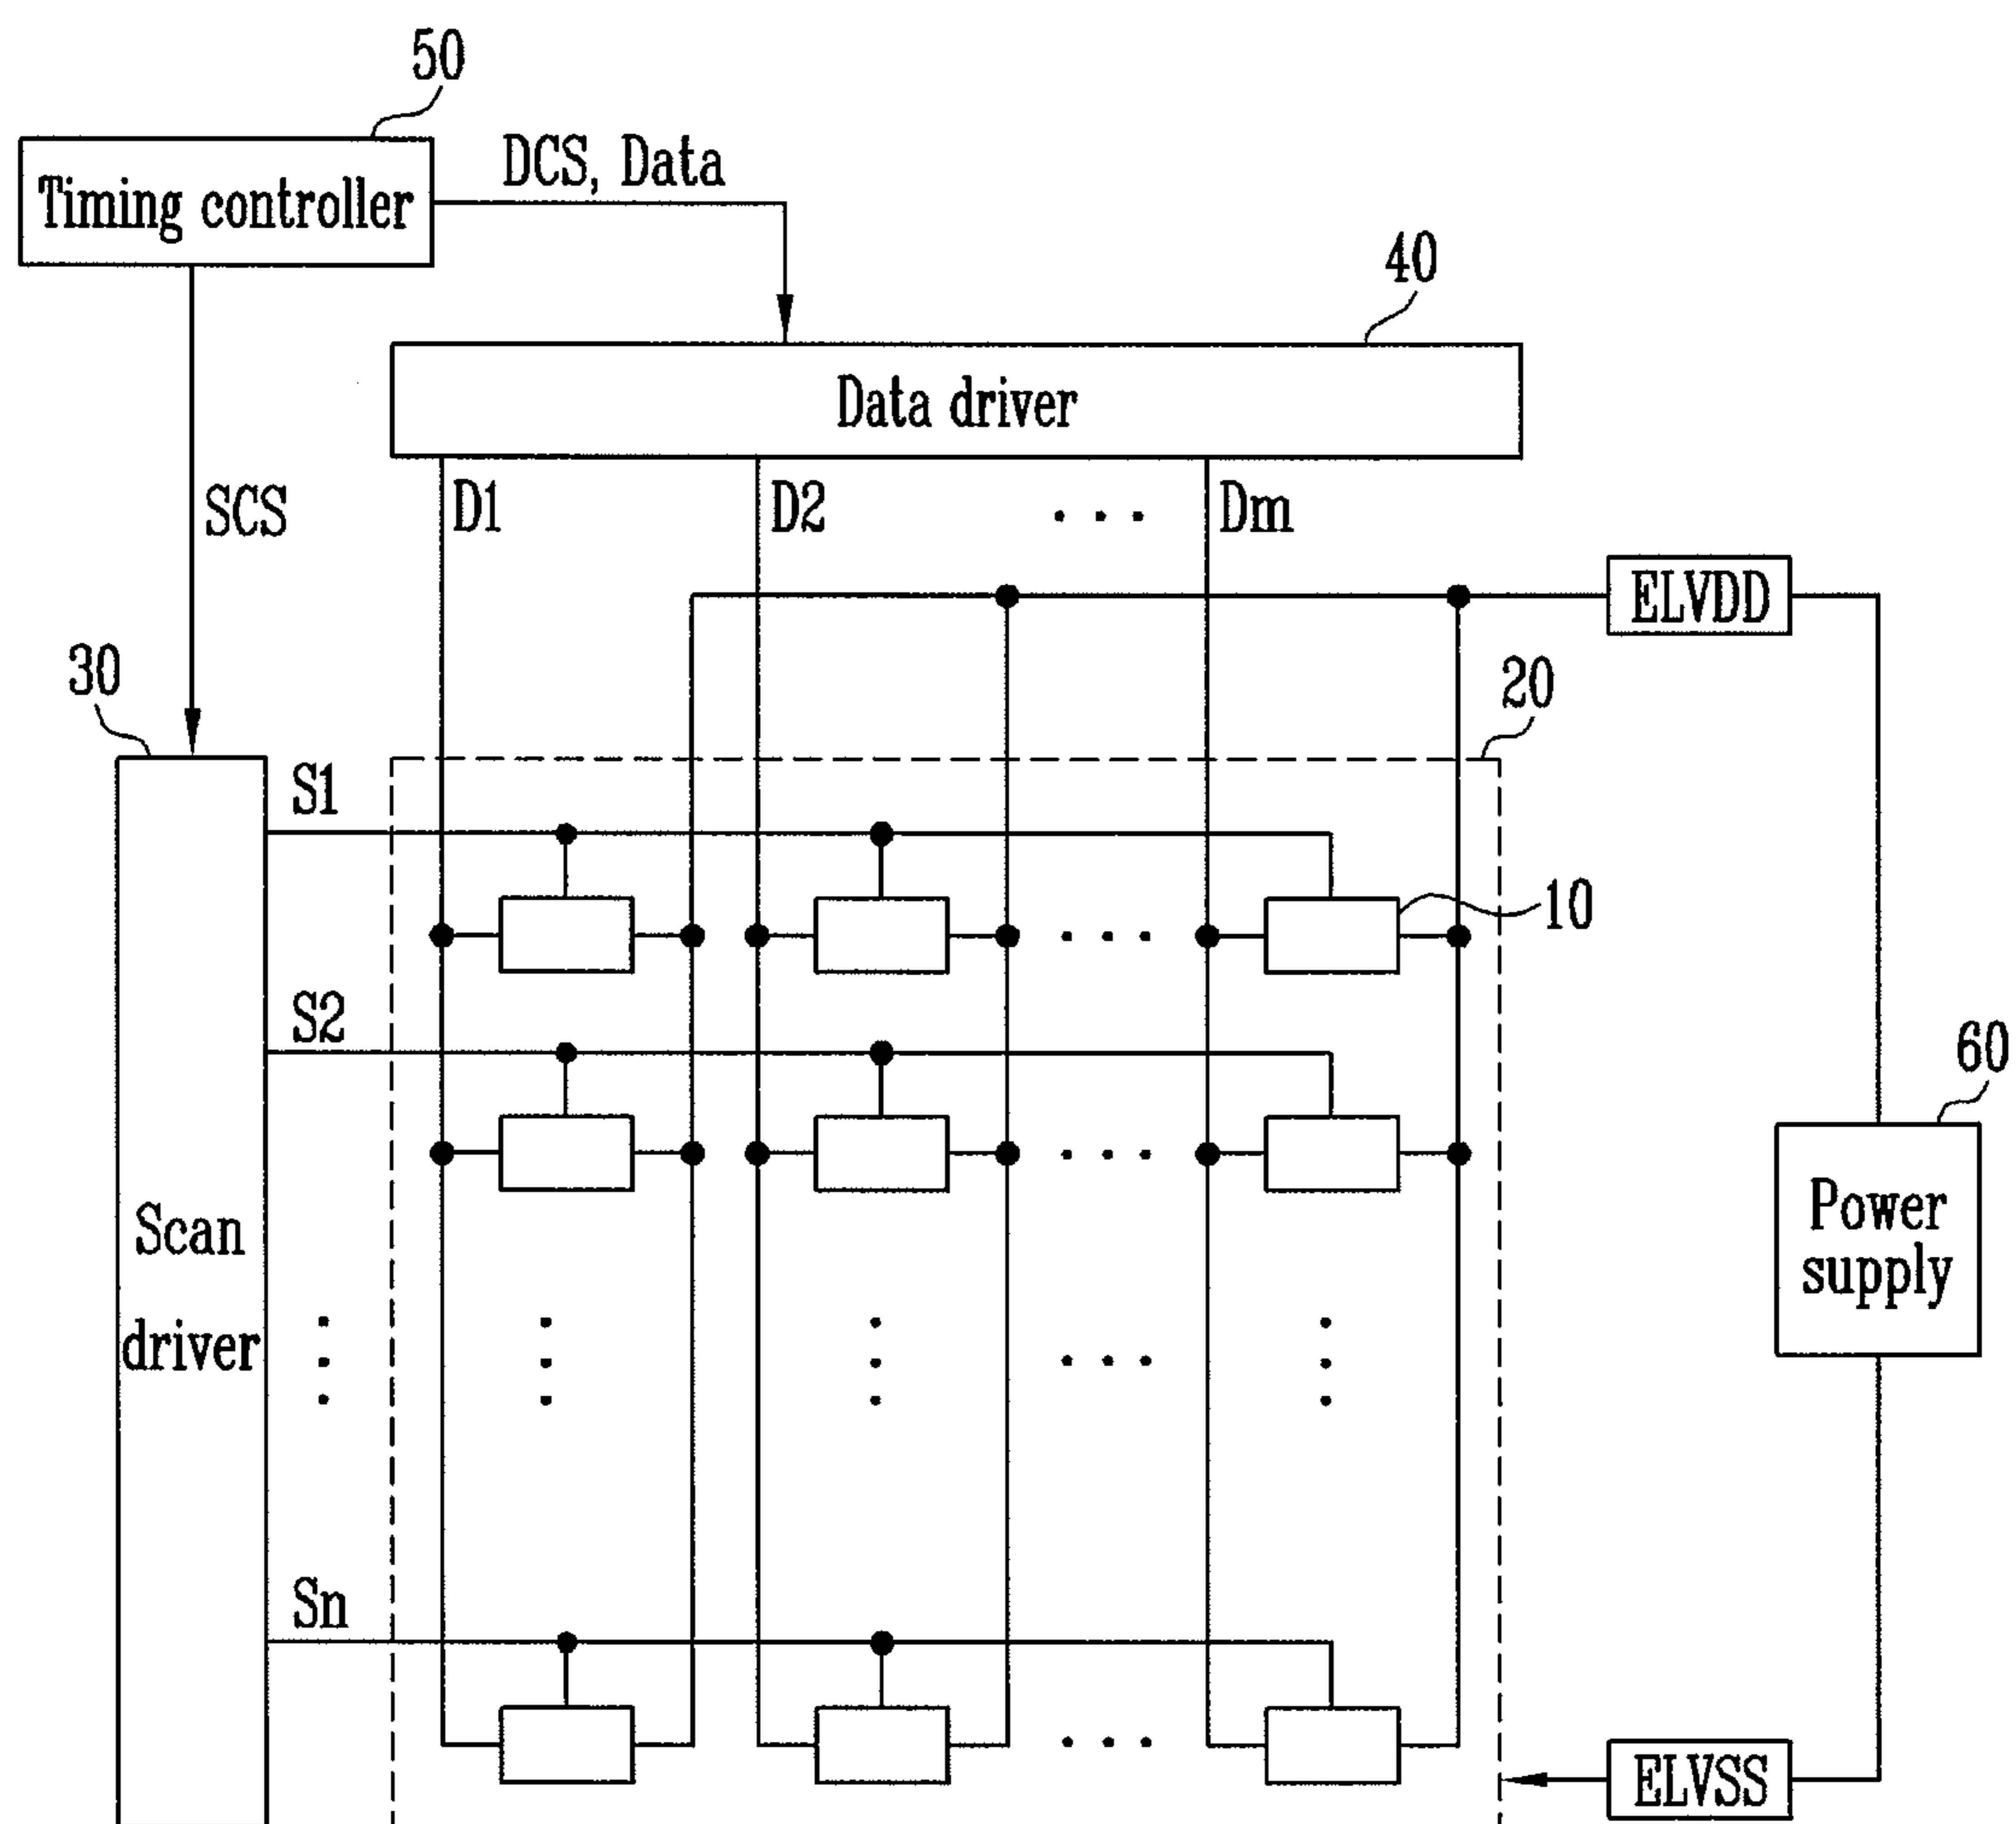 50
Timing controller
DCS, Data
40
Data driver
SCS
D1
D2
Dm
ELVDD
30
20
S1
10
S2
60
Scan
driver
Power
supply
Sn
ELVSS